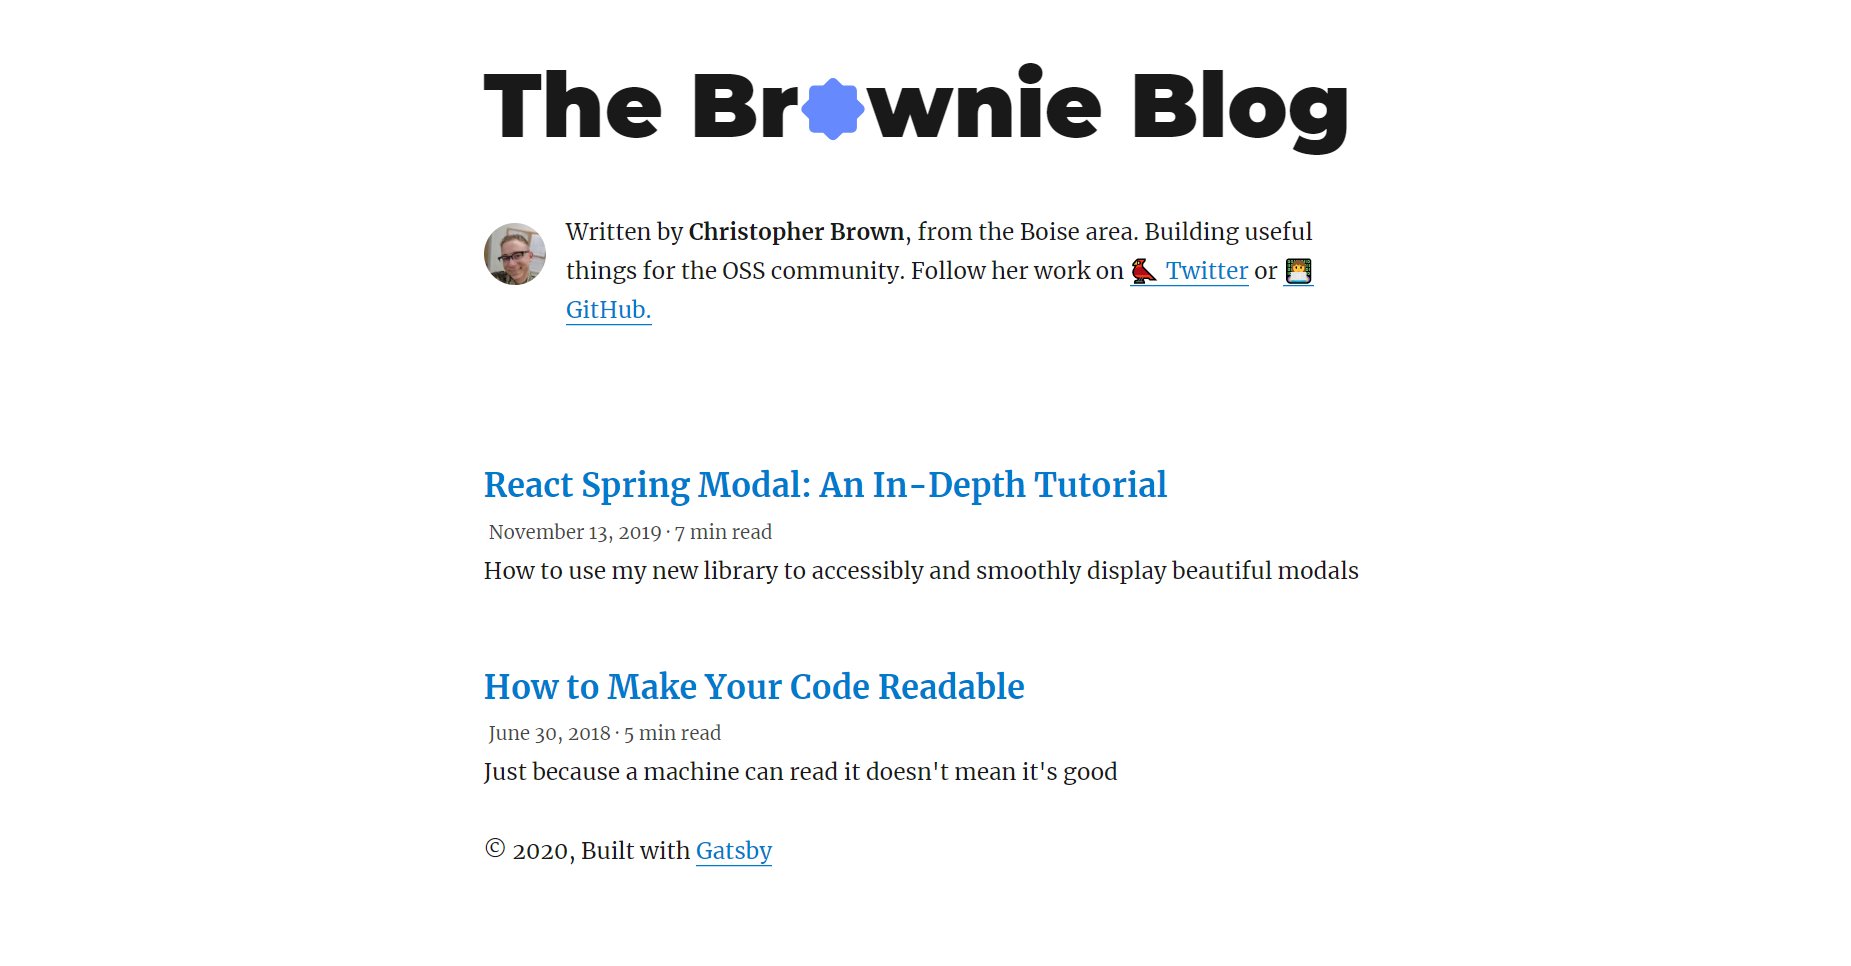 The Brownie Blog
Written by Christopher Brown, from the Boise area. Building useful
things for the OSS community. Follow her work on Twitter or
GitHub.
React Spring Modal: An In-Depth Tutorial
November 13, 2019 · 7 min read
How to use my new library to accessibly and smoothly display beautiful modals
How to Make Your Code Readable
June 30, 2018 · 5 min read
Just because a machine can read it doesn't mean it's good
© 2020, Built with Gatsby